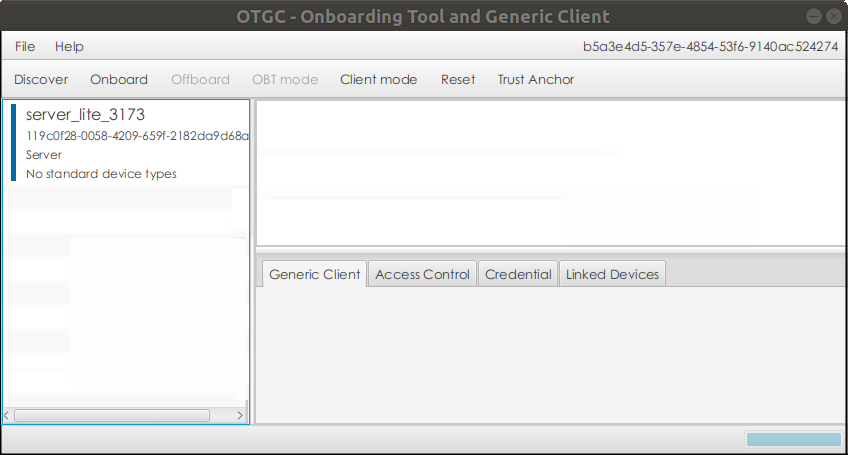 OTGC - Onboarding Tool and Generic Client
File Help b5a3e4d5-357e-4854-53f6-9140ac524274
Discover Onboard Offboard OBT mode Client mode Reset Trust Anchor
server_lite_3173
119c0f28-0058-4209-659f-2182da9d68a
Server
No standard device types
Generic Client Access Control Credential Linked Devices